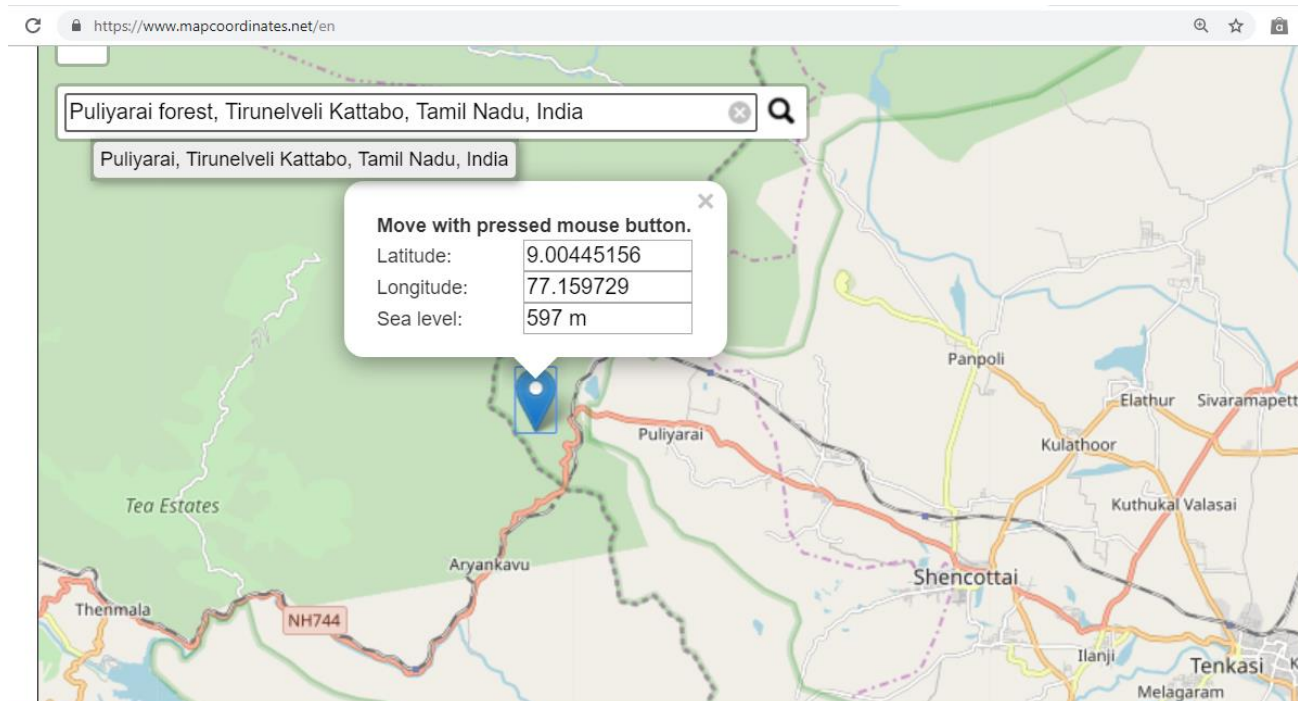 https://www.mapcoordinates.net/en
Puliyarai forest, Tirunelveli Kattabo, Tamil Nadu, India
Puliyarai, Tirunelveli Kattabo, Tamil Nadu, India
Move with pressed mouse button.
Latitude: 9.00445156
Longitude: 77.159729
Sea level: 597 m
Panpoli
Elathur
Sivaramapett
Puliyarai
Kulathoor
Tea Estates
Kuthukal Valasai
Aryankavu
Shencottai
Thenmala
NH744
Ilanji
Tenkasi
K
Melagaram